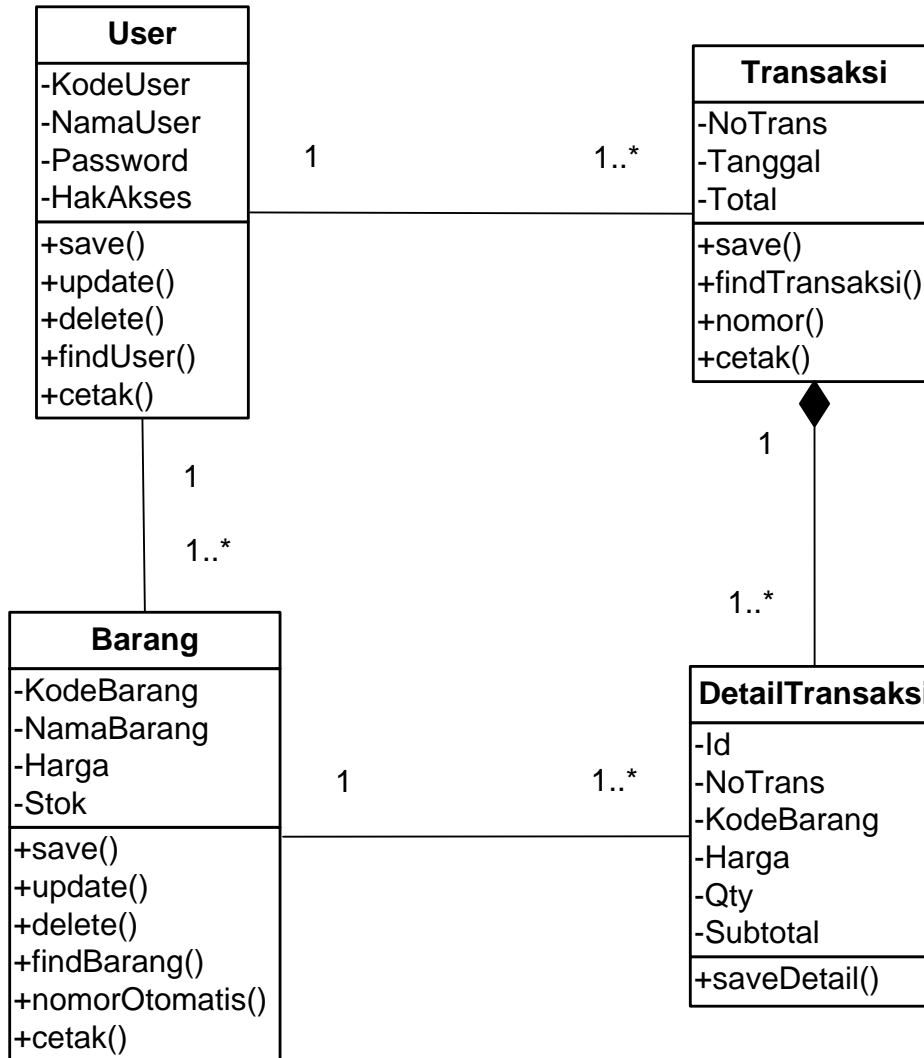 User
-KodeUser
-NamaUser
-Password
-HakAkses
+save()
+update()
+delete()
+findUser()
+cetak()
1
1..*
Transaksi
-NoTrans
-Tanggal
-Total
+save()
+findTransaksi()
+nomor()
+cetak()
1
1..*
1
1..*
Barang
-KodeBarang
-NamaBarang
-Harga
-Stok
+save()
+update()
+delete()
+findBarang()
+nomorOtomatis()
+cetak()
1
1..*
DetailTransaksi
-Id
-NoTrans
-KodeBarang
-Harga
-Qty
-Subtotal
+saveDetail()